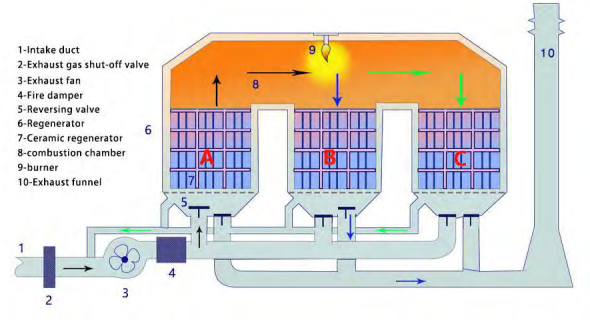 1-Intake duct
2-Exhaust gas shut-off valve
3-Exhaust fan
4-Fire damper
5-Reversing valve
6-Regenerator
7-Ceramic regenerator
8-combustion chamber
9-burner
10-Exhaust funnel
9
10
8
6
A
B
C
7
5
1
2
3
4